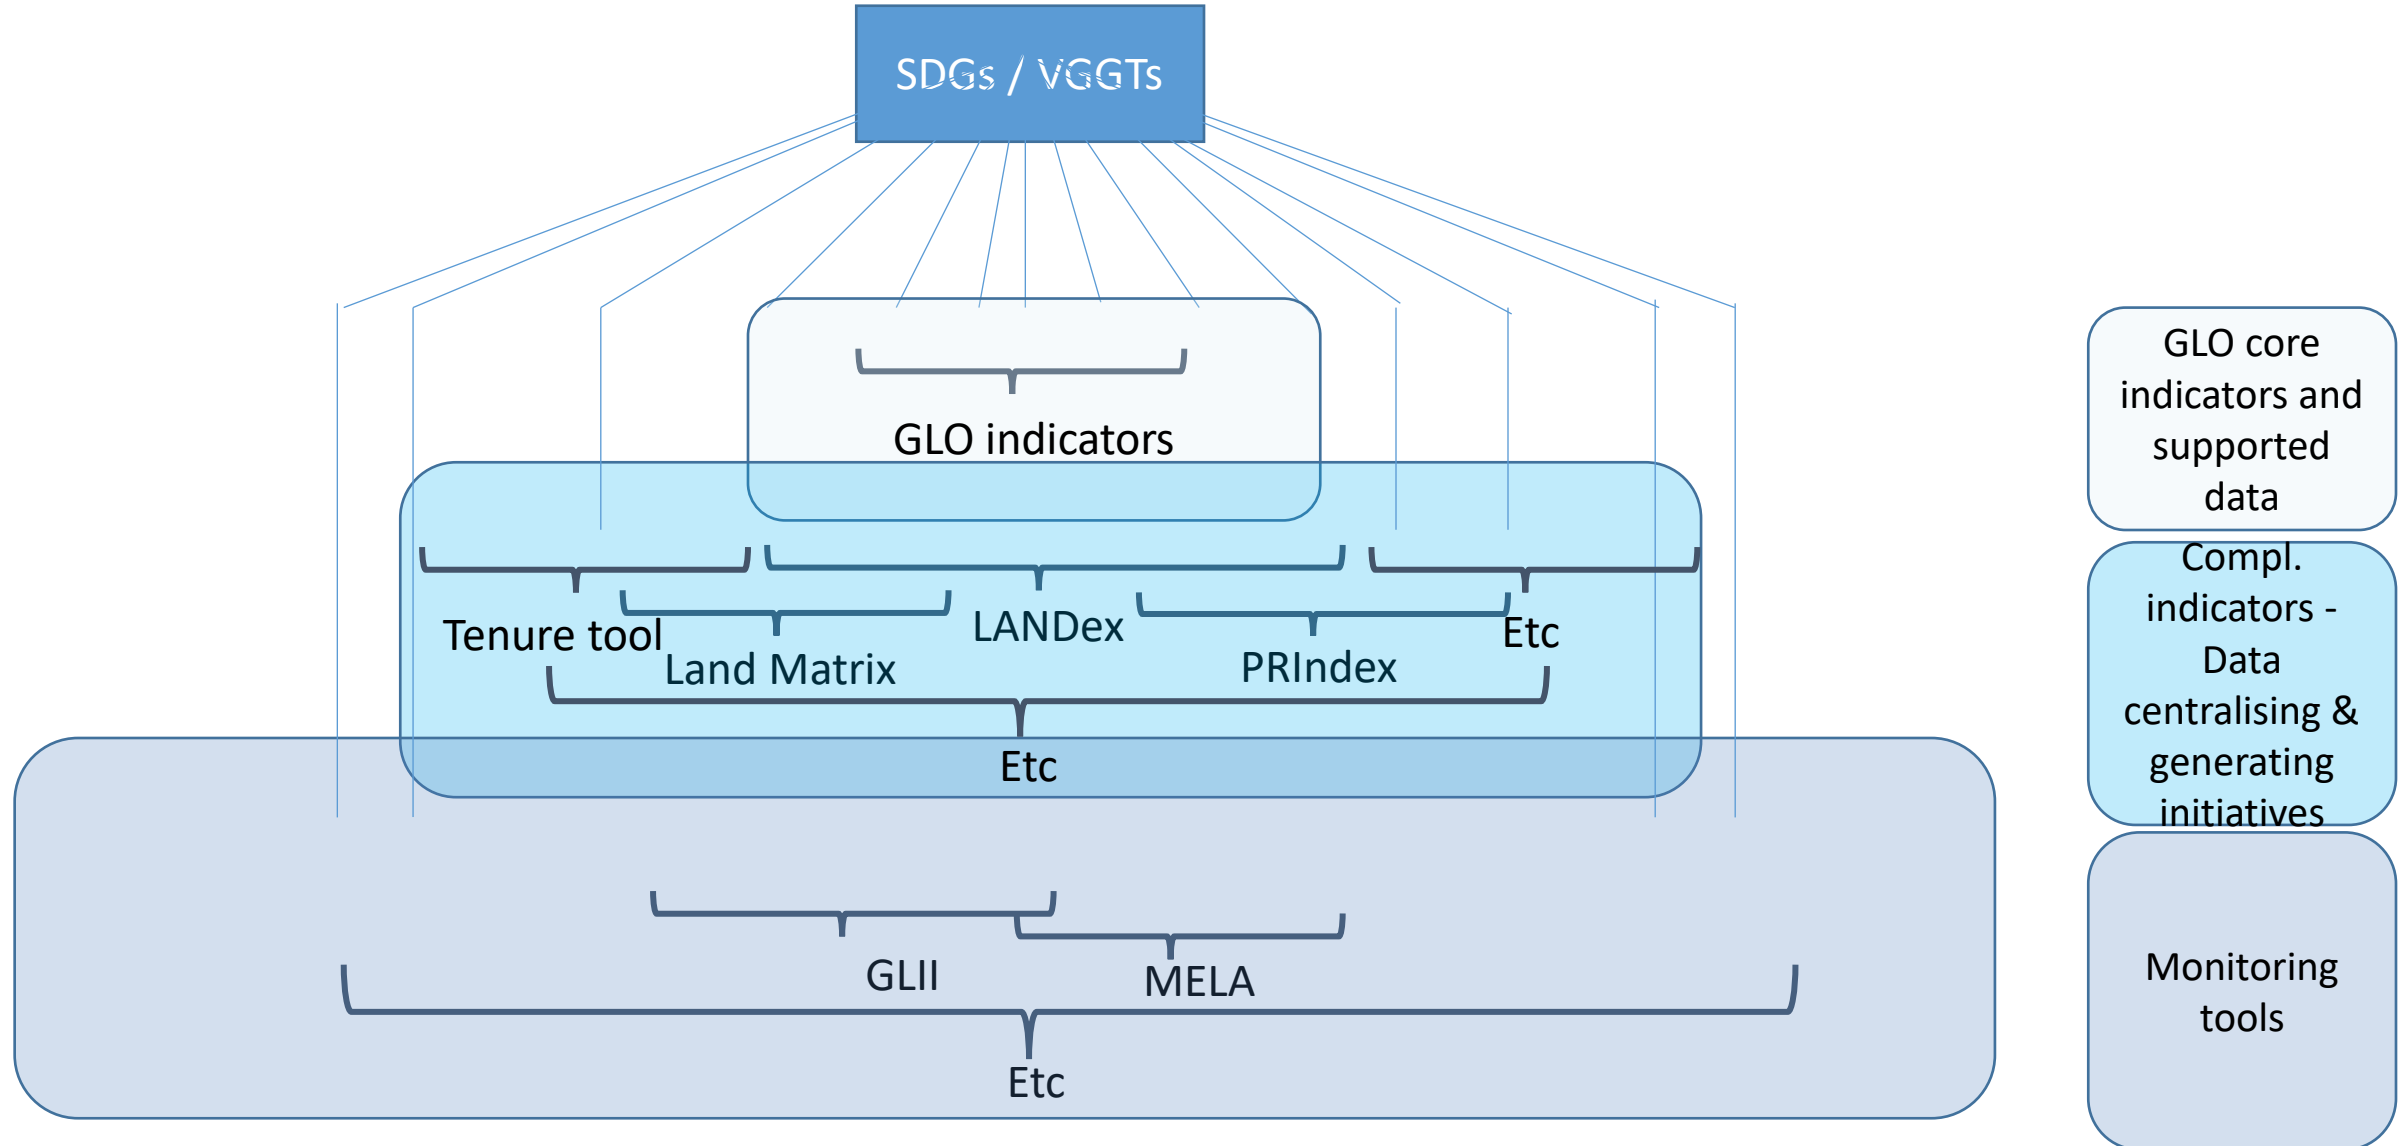 SDGs / VGGTs
GLO indicators
Tenure tool
Land Matrix
LANDex
PRIndex
Etc
Etc
GLII
MELA
Etc
GLO core
indicators and
supported
data
Compl.
indicators -
Data
centralising &
generating
initiatives
Monitoring
tools